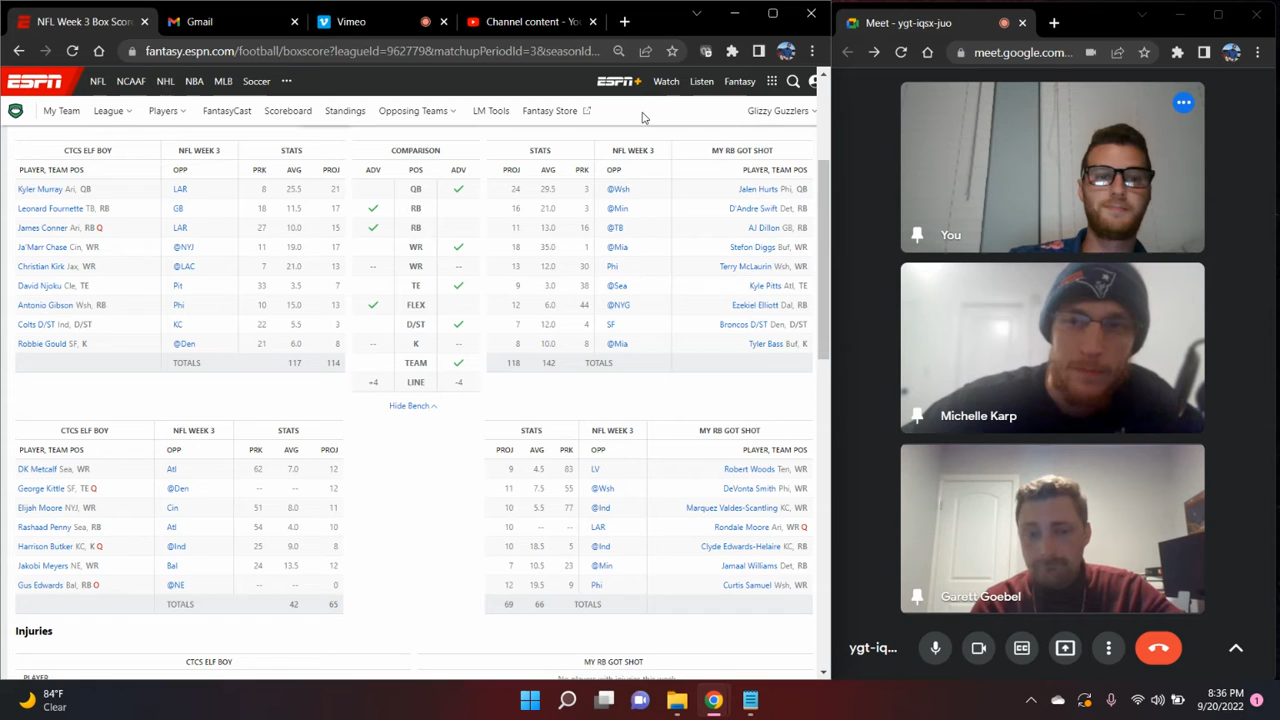 NFL Week 3 Box Scor
Gmail
Vimeo
Channel content - Yo
Meet - ygt-iqsx-juo
fantasy.espn.com/football/boxscore?leagueId=962779&matchupPeriodId=3&seasonId...
meet.google.com...
ESPN NFL NCAAF NHL NBA MLB Soccer ESPN+ Watch Listen Fantasy
My Team League Players FantasyCast Scoreboard Standings Opposing Teams LM Tools Fantasy Store Glizzy Guzzlers
CTCS ELF BOY NFL WEEK 3 STATS COMPARISON STATS NFL WEEK 3 MY RB GOT SHOT
PLAYER, TEAM POS OPP PRK AVG PROJ ADV POS ADV PROJ AVG PRK OPP PLAYER, TEAM POS
Kyler Murray Ari, QB LAR 8 25.5 21 QB 24 29.5 3 @Wsh Jalen Hurts Phi, QB
Leonard Fournette TB, RB GB 18 11.5 17 RB 16 21.0 3 @Min D'Andre Swift Det, RB
James Conner Ari, RB Q LAR 27 10.0 15 RB 11 13.0 16 @TB AJ Dillon GB, RB
Ja'Marr Chase Cin, WR @NYJ 11 19.0 17 WR 18 35.0 1 @Mia Stefon Diggs Buf, WR
Christian Kirk Jax, WR @LAC 7 21.0 13 -- WR -- 13 12.0 30 Phi Terry McLaurin Wsh, WR
David Njoku Cle, TE Pit 33 3.5 7 TE 9 3.0 38 @Sea Kyle Pitts Atl, TE
Antonio Gibson Wsh, RB Phi 10 15.0 13 FLEX 12 6.0 44 @NYG Ezekiel Elliott Dal, RB
Colts D/ST Ind, D/ST KC 22 5.5 3 D/ST 7 12.0 4 SF Broncos D/ST Den, D/ST
Robbie Gould SF, K @Den 21 6.0 8 -- K -- 8 10.0 8 @Mia Tyler Bass Buf, K
TOTALS 117 114 TEAM 118 142 TOTALS
+4 LINE -4
Hide Bench
CTCS ELF BOY NFL WEEK 3 STATS STATS NFL WEEK 3 MY RB GOT SHOT
PLAYER, TEAM POS OPP PRK AVG PROJ PROJ AVG PRK OPP PLAYER, TEAM POS
DK Metcalf Sea, WR Atl 62 7.0 12 9 4.5 83 LV Robert Woods Ten, WR
George Kittle SF, TE Q @Den -- -- 12 11 7.5 55 @Wsh DeVonta Smith Phi, WR
Elijah Moore NYJ, WR Cin 51 8.0 11 10 5.5 77 @Ind Marquez Valdes-Scantling KC, WR
Rashaad Penny Sea, RB Atl 54 4.0 10 10 -- -- LAR Rondale Moore Ari, WR Q
Harrison Butker KC, K Q @Ind 25 9.0 8 10 18.5 5 @Ind Clyde Edwards-Helaire KC, RB
Jakobi Meyers NE, WR Bal 24 13.5 12 7 10.5 23 @Min Jamaal Williams Det, RB
Gus Edwards Bal, RB O @NE -- -- 0 12 19.5 9 Phi Curtis Samuel Wsh, WR
TOTALS 42 65 69 66 TOTALS
Injuries
CTCS ELF BOY MY RB GOT SHOT
You
Michelle Karp
Garett Goebel
ygt-iq...
84°F
Clear
8:36 PM
9/20/2022